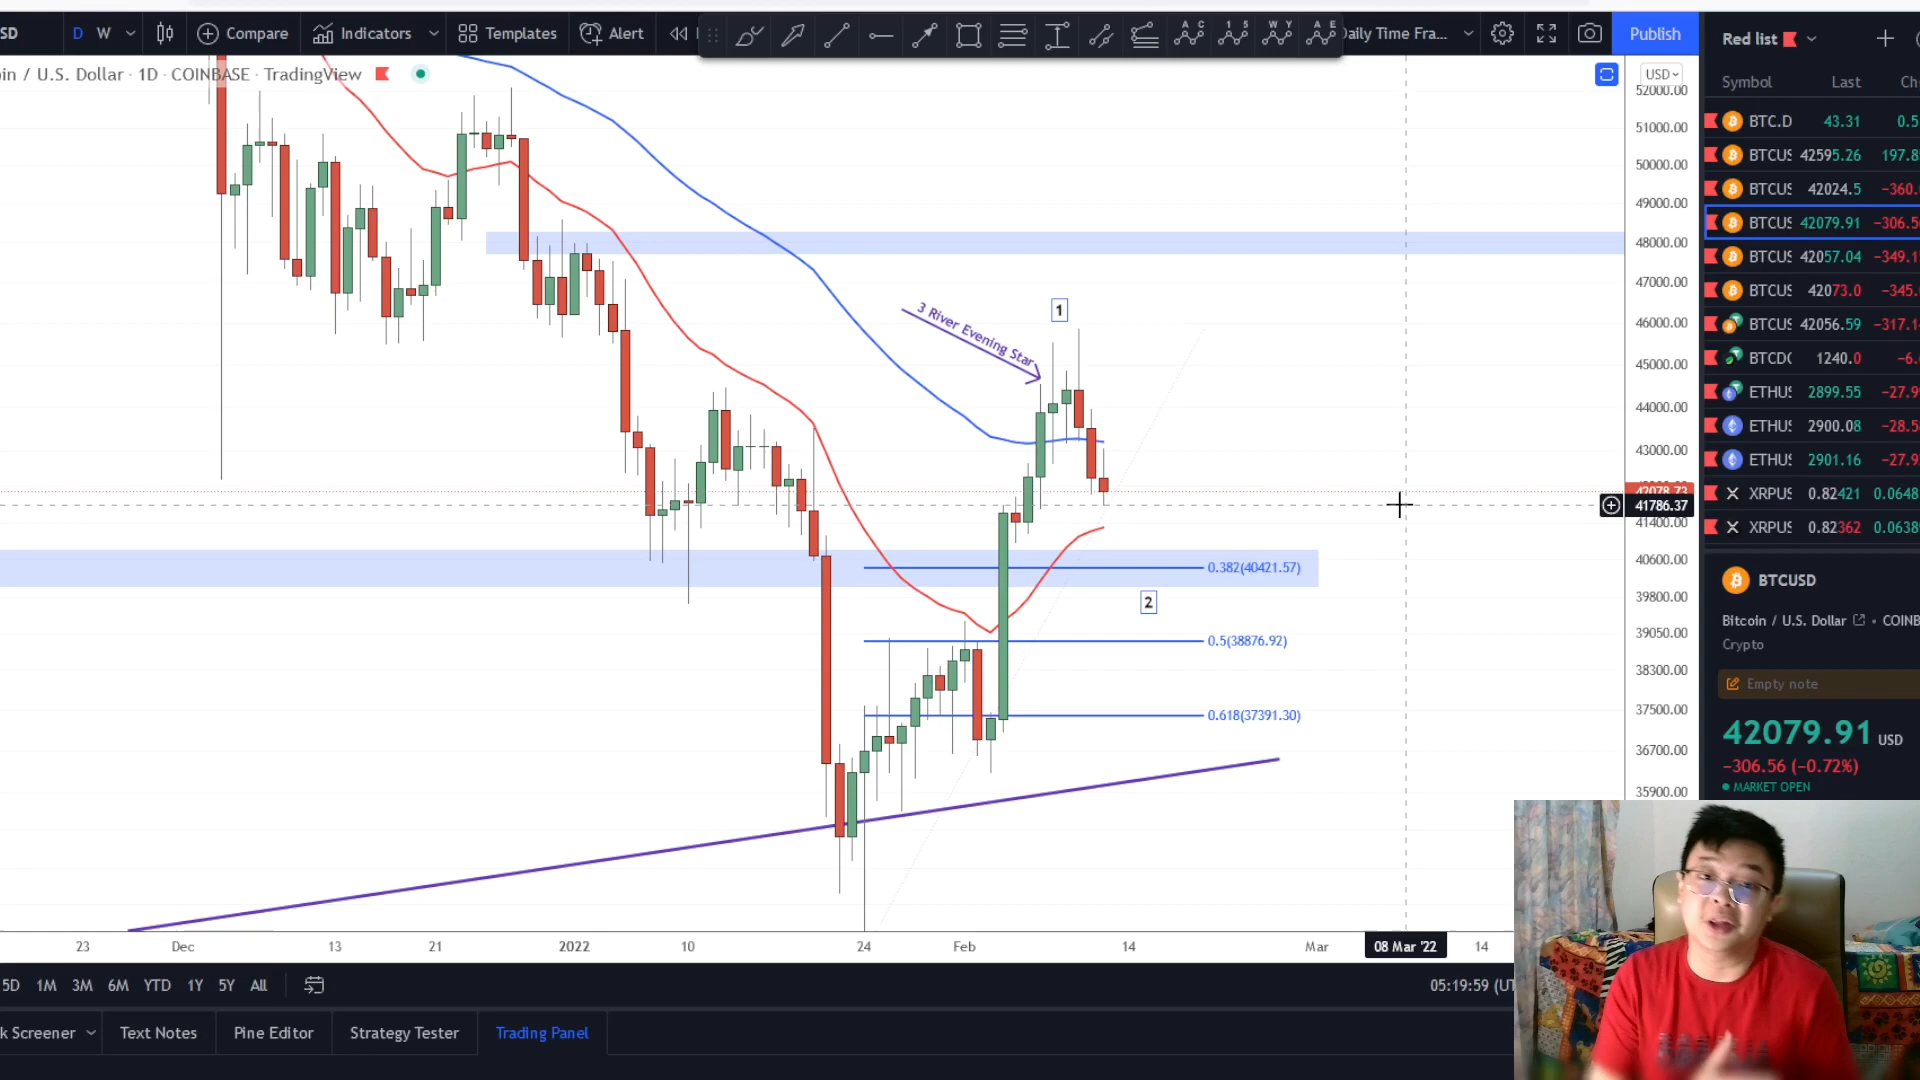 SD D W Compare Indicators Templates Alert Daily Time Fra... Publish
in / U.S. Dollar · 1D · COINBASE · TradingView
USD
52000.00
51000.00
50000.00
49000.00
48000.00
47000.00
46000.00
45000.00
44000.00
43000.00
42078.73
41786.37
41400.00
40600.00
39800.00
39050.00
38300.00
37500.00
36700.00
35900.00
3 River Evening Star
1
0.382(40421.57)
2
0.5(38876.92)
0.618(37391.30)
23 Dec 13 21 2022 10 24 Feb 14 Mar 08 Mar '22 14
5D 1M 3M 6M YTD 1Y 5Y All 05:19:59 (UT
k Screener Text Notes Pine Editor Strategy Tester Trading Panel
Red list
Symbol Last Ch
BTC.D 43.31 0.5
BTCUS 42595.26 197.8
BTCUS 42024.5 −360.
BTCUS 42079.91 −306.5
BTCUS 42057.04 −349.1
BTCUS 42073.0 −345.
BTCUS 42056.59 −317.1
BTCDO 1240.0 −6.
ETHUS 2899.55 −27.9
ETHUS 2900.08 −28.5
ETHUS 2901.16 −27.9
XRPUS 0.82421 0.0648
XRPUS 0.82362 0.0638
BTCUSD
Bitcoin / U.S. Dollar • COINB
Crypto
Empty note
42079.91 USD
−306.56 (−0.72%)
MARKET OPEN